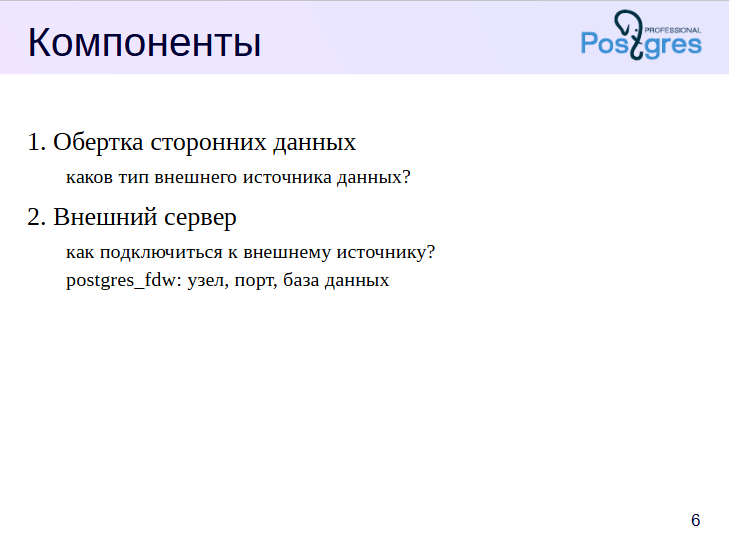 Компоненты
PROFESSIONAL
Postgres
1. Обертка сторонних данных
каков тип внешнего источника данных?
2. Внешний сервер
как подключиться к внешнему источнику?
postgres_fdw: узел, порт, база данных
6